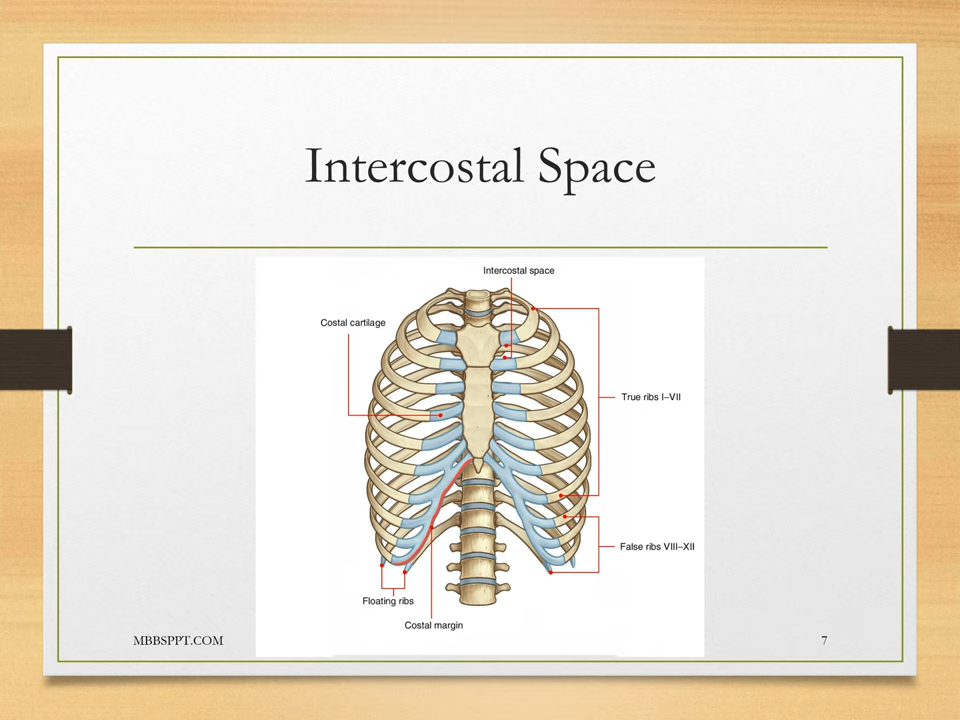 Intercostal Space
Intercostal space
Costal cartilage
True ribs I–VII
False ribs VIII–XII
Floating ribs
Costal margin
MBBSPPT.COM
7